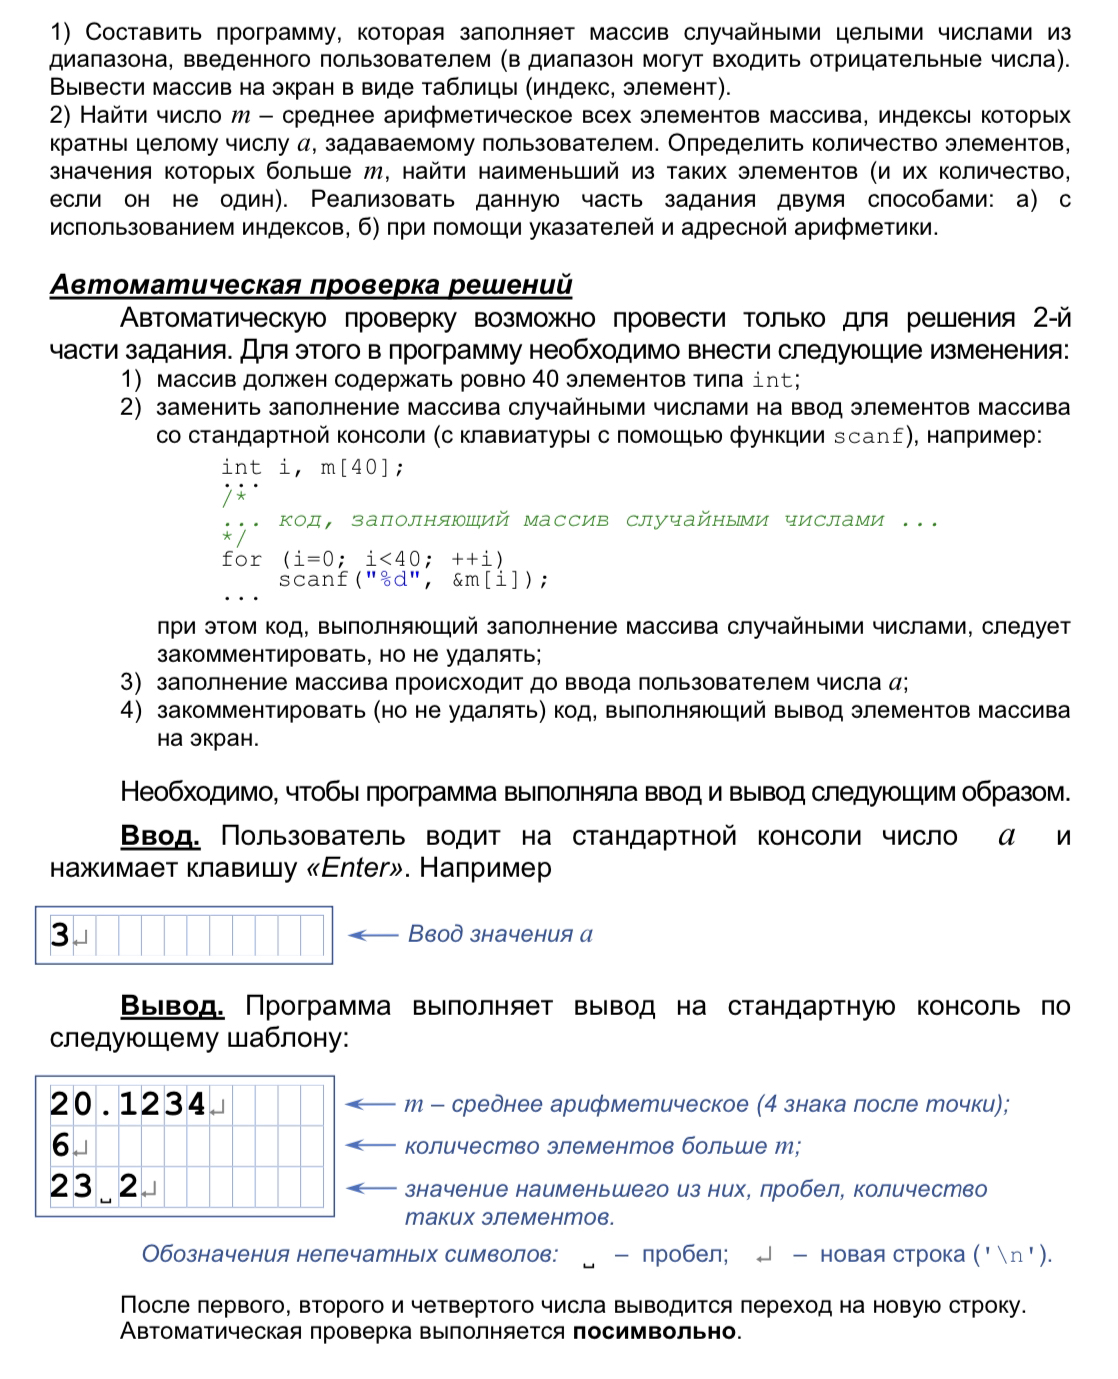 1) Составить программу, которая заполняет массив случайными целыми числами из
диапазона, введенного пользователем (в диапазон могут входить отрицательные числа).
Вывести массив на экран в виде таблицы (индекс, элемент).
2) Найти число m – среднее арифметическое всех элементов массива, индексы которых
кратны целому числу a, задаваемому пользователем. Определить количество элементов,
значения которых больше m, найти наименьший из таких элементов (и их количество,
если он не один). Реализовать данную часть задания двумя способами: а) с
использованием индексов, б) при помощи указателей и адресной арифметики.
Автоматическая проверка решений
Автоматическую проверку возможно провести только для решения 2-й
части задания. Для этого в программу необходимо внести следующие изменения:
1) массив должен содержать ровно 40 элементов типа int;
2) заменить заполнение массива случайными числами на ввод элементов массива
со стандартной консоли (с клавиатуры с помощью функции scanf), например:
int i, m[40];
...
/*
... код, заполняющий массив случайными числами ...
*/
for (i=0; i<40; ++i)
scanf("%d", &m[i]);
...
при этом код, выполняющий заполнение массива случайными числами, следует
закомментировать, но не удалять;
3) заполнение массива происходит до ввода пользователем числа a;
4) закомментировать (но не удалять) код, выполняющий вывод элементов массива
на экран.
Необходимо, чтобы программа выполняла ввод и вывод следующим образом.
Ввод. Пользователь водит на стандартной консоли число a и
нажимает клавишу «Enter». Например
3↵ Ввод значения a
Вывод. Программа выполняет вывод на стандартную консоль по
следующему шаблону:
20.1234↵ m – среднее арифметическое (4 знака после точки);
6↵ количество элементов больше m;
23␣2↵ значение наименьшего из них, пробел, количество
таких элементов.
Обозначения непечатных символов: ␣ – пробел; ↵ – новая строка ('\n').
После первого, второго и четвертого числа выводится переход на новую строку.
Автоматическая проверка выполняется посимвольно.